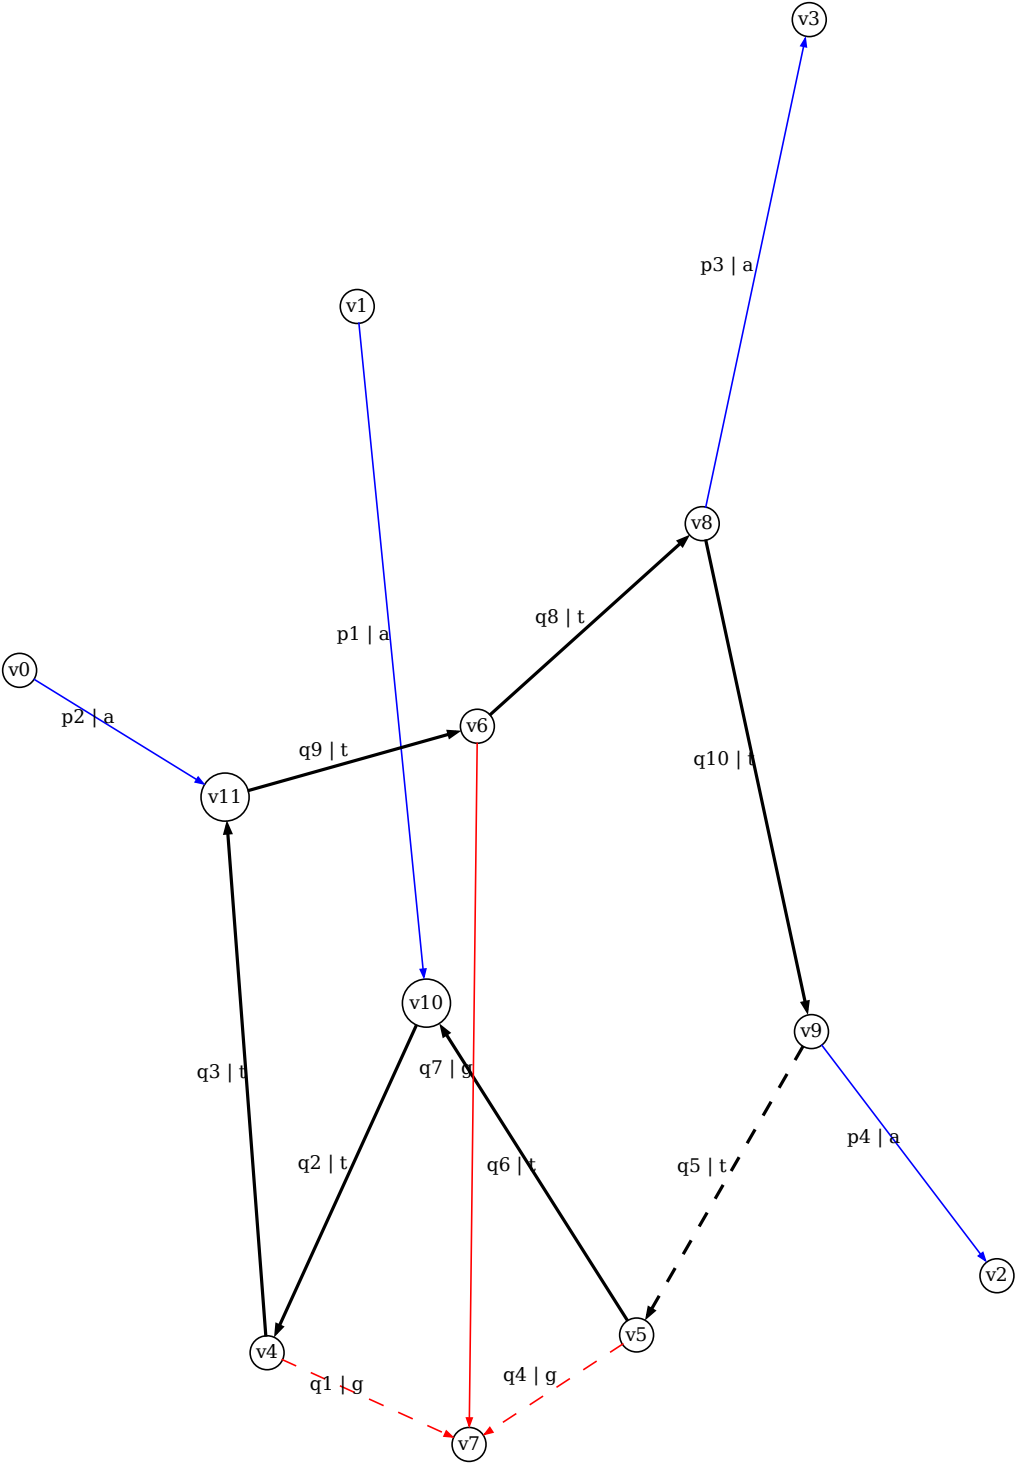 v3
p3 | a
v1
v8
q8 | t
p1 | a
v0
p2 | a
v6
q9 | t
q10 | t
v11
v10
v9
q7 | g
q3 | t
p4 | a
q2 | t
q6 | t
q5 | t
v2
v5
v4
q4 | g
q1 | g
v7